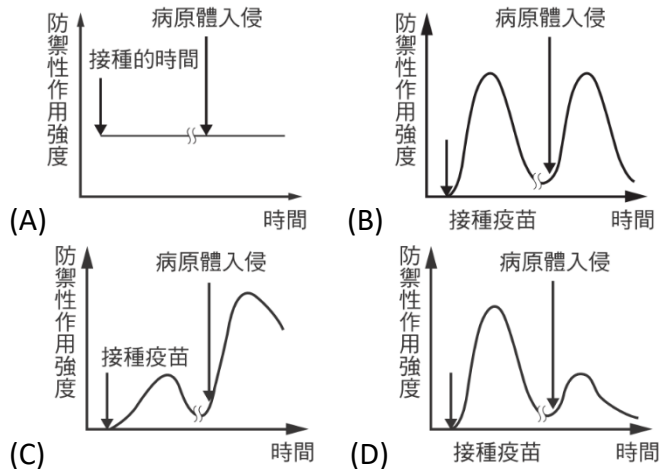 防禦性作用強度
病原體入侵
接種的時間
時間
(A)
防禦性作用強度
病原體入侵
接種疫苗
時間
(B)
防禦性作用強度
病原體入侵
接種疫苗
時間
(C)
防禦性作用強度
病原體入侵
接種疫苗
時間
(D)